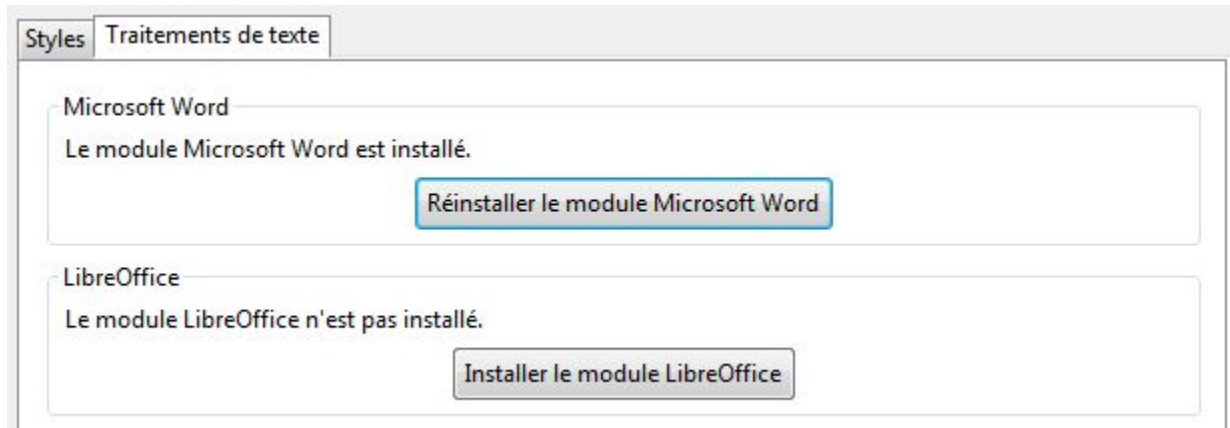 Styles Traitements de texte
Microsoft Word
Le module Microsoft Word est installé.
Réinstaller le module Microsoft Word
LibreOffice
Le module LibreOffice n'est pas installé.
Installer le module LibreOffice